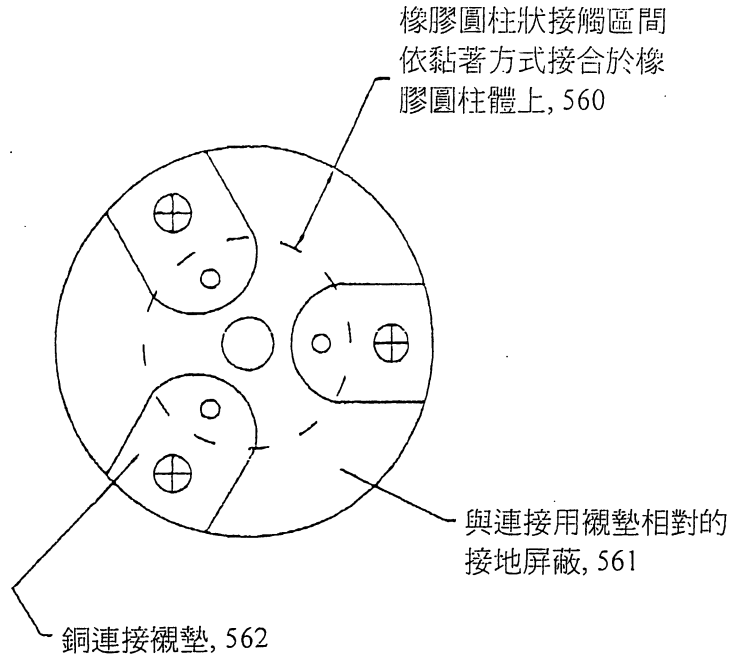 橡膠圓柱狀接觸區間
依黏著方式接合於橡
膠圓柱體上, 560
與連接用襯墊相對的
接地屏蔽, 561
銅連接襯墊, 562